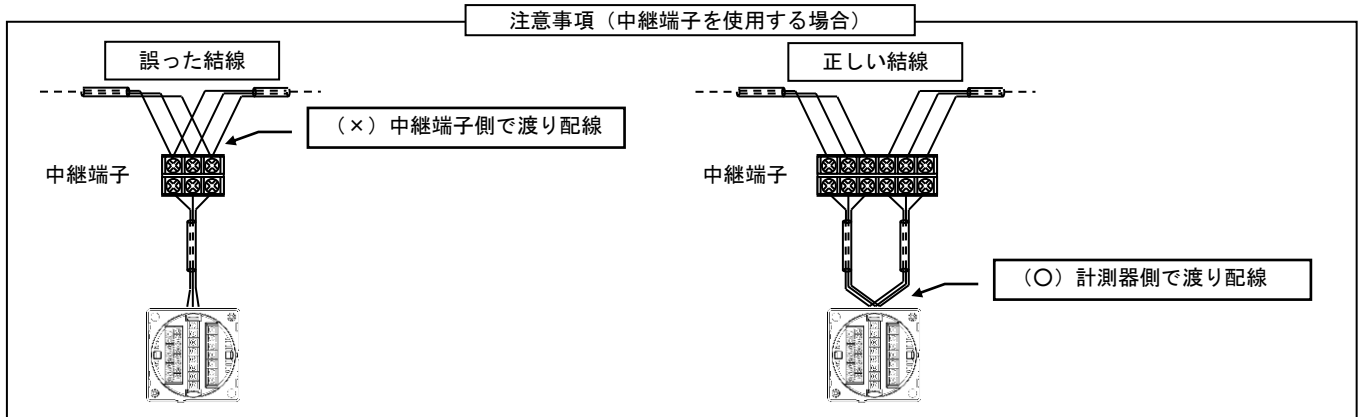 注意事項（中継端子を使用する場合）
誤った結線
（×）中継端子側で渡り配線
中継端子
正しい結線
中継端子
（○）計測器側で渡り配線